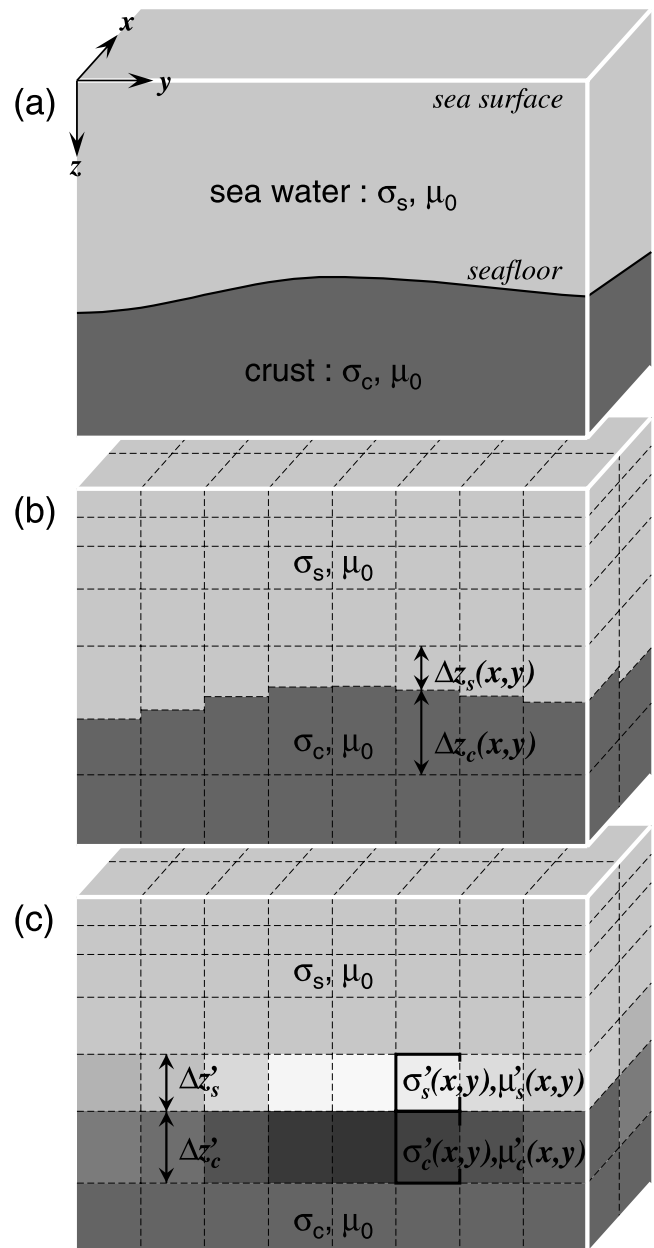 x
(a)
y
sea surface
z
sea water : σs, μ0
seafloor
crust : σc, μ0
(b)
σs, μ0
Δzs(x,y)
σc, μ0
Δzc(x,y)
(c)
σs, μ0
Δz's
σ's(x,y),μ's(x,y)
Δz'c
σ'c(x,y),μ'c(x,y)
σc, μ0